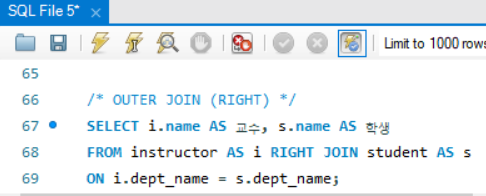 SQL File 5*
Limit to 1000 rows
65
66 /* OUTER JOIN (RIGHT) */
67 SELECT i.name AS 교수, s.name AS 학생
68 FROM instructor AS i RIGHT JOIN student AS s
69 ON i.dept_name = s.dept_name;